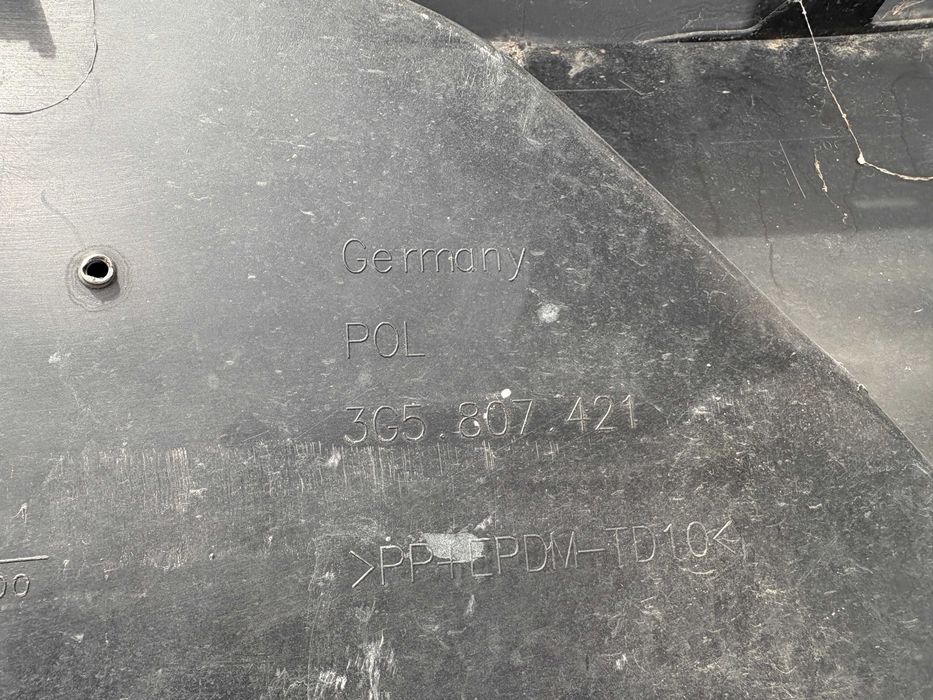 Germany
POL
3G5.807.421
>PP+EPDM-TD10<